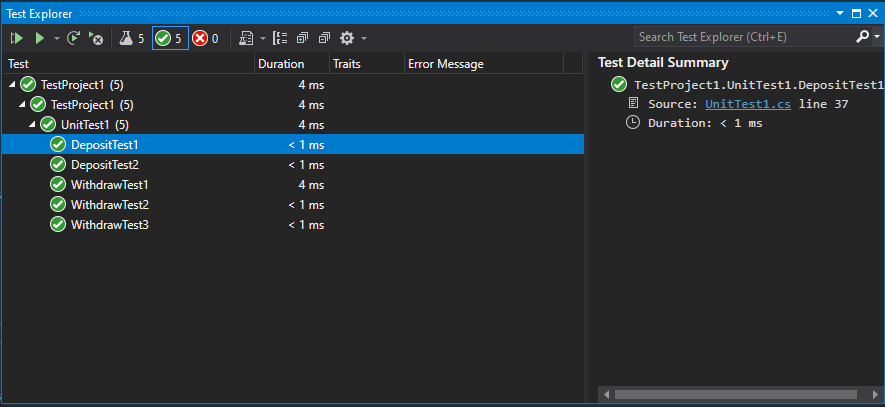 Test Explorer
5 5 0
Search Test Explorer (Ctrl+E)
Test Duration Traits Error Message
TestProject1 (5) 4 ms
TestProject1 (5) 4 ms
UnitTest1 (5) 4 ms
DepositTest1 < 1 ms
DepositTest2 < 1 ms
WithdrawTest1 4 ms
WithdrawTest2 < 1 ms
WithdrawTest3 < 1 ms
Test Detail Summary
TestProject1.UnitTest1.DepositTest1
Source: UnitTest1.cs line 37
Duration: < 1 ms